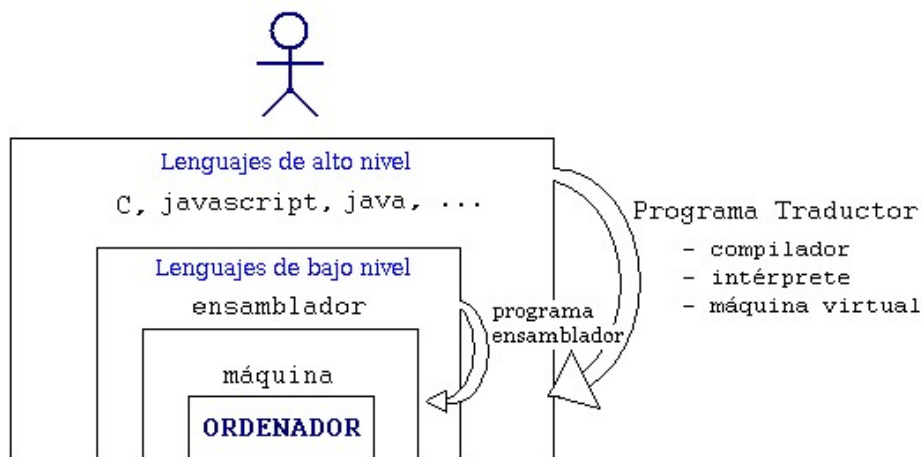 Lenguajes de alto nivel
C, javascript, java, ...
Programa Traductor
- compilador
- intérprete
- máquina virtual
Lenguajes de bajo nivel
ensamblador
programa
ensamblador
máquina
ORDENADOR